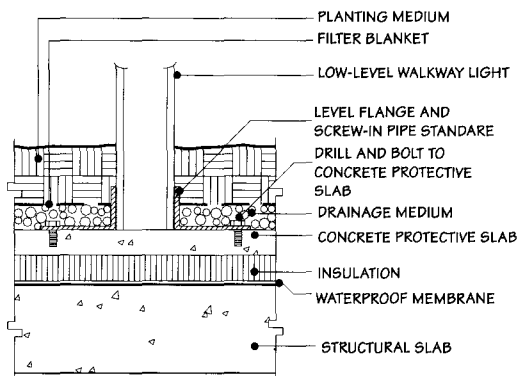 PLANTING MEDIUM
FILTER BLANKET
LOW-LEVEL WALKWAY LIGHT
LEVEL FLANGE AND
SCREW-IN PIPE STANDARE
DRILL AND BOLT TO
CONCRETE PROTECTIVE
SLAB
DRAINAGE MEDIUM
CONCRETE PROTECTIVE SLAB
INSULATION
WATERPROOF MEMBRANE
STRUCTURAL SLAB